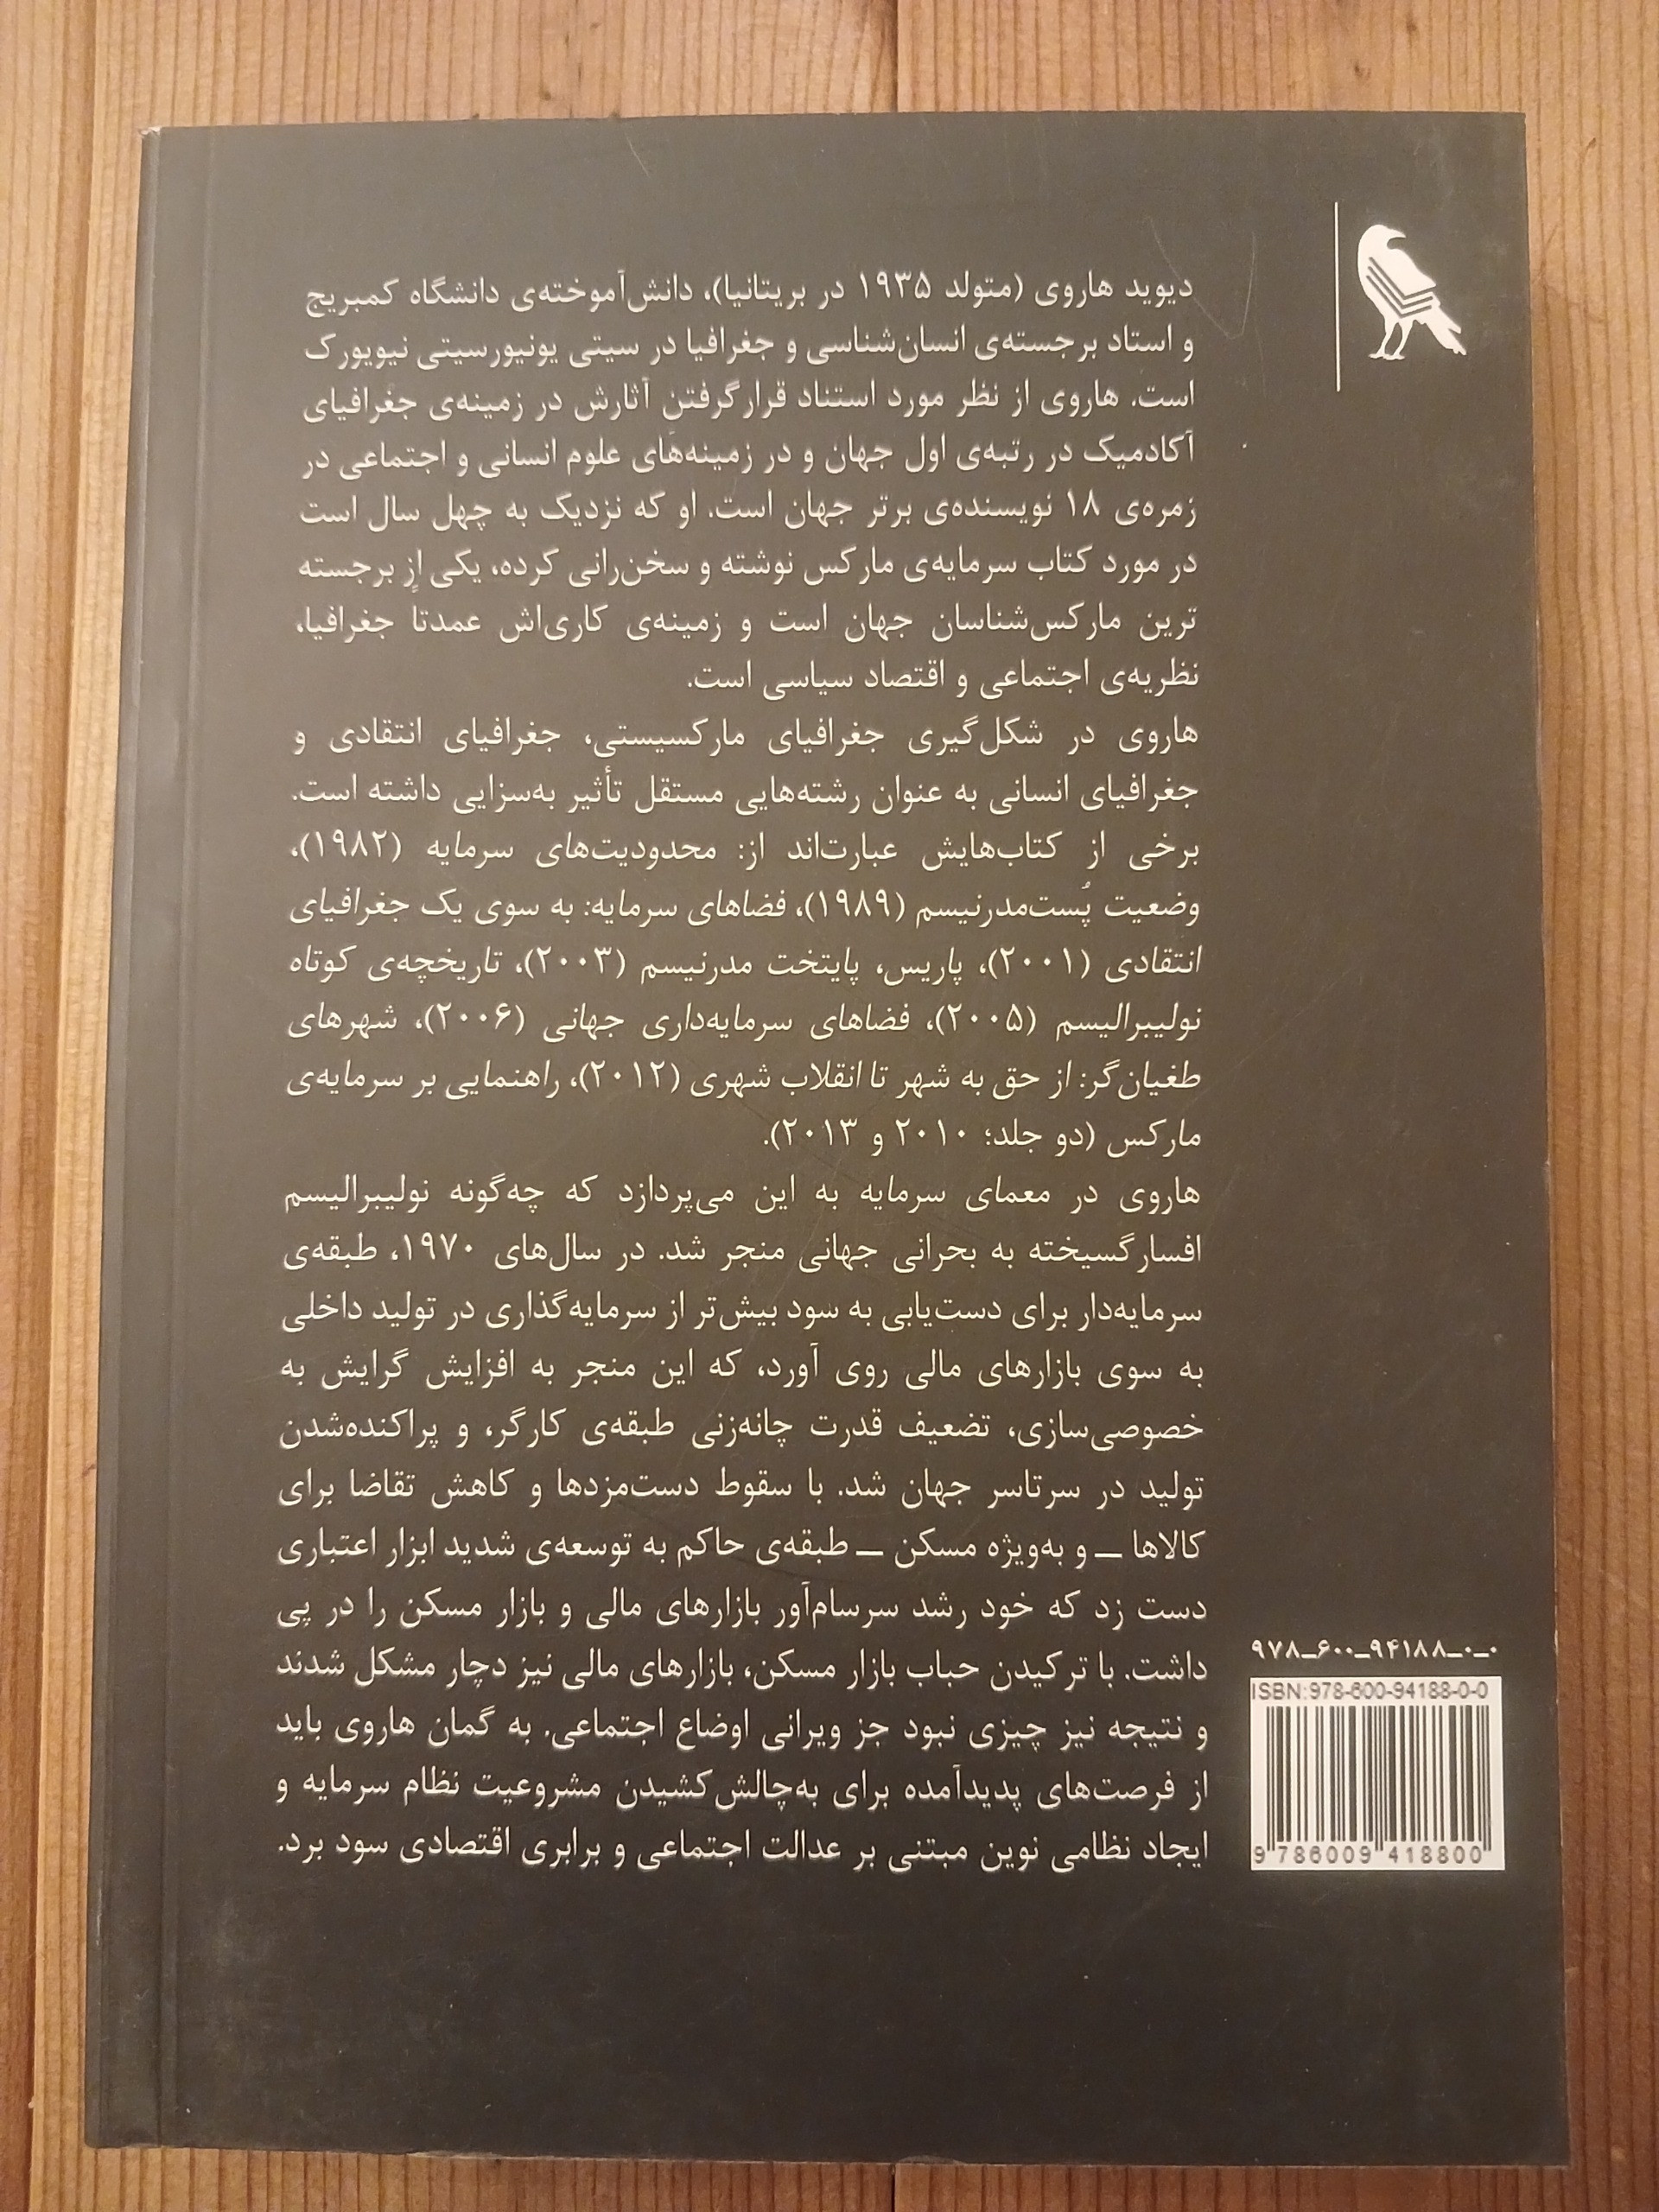 دیوید هاروی (متولد ۱۹۳۵ در بریتانیا)، دانش‌آموخته‌ی دانشگاه کمبریج
و استاد برجسته‌ی انسان‌شناسی و جغرافیا در سیتی یونیورسیتی نیویورک
است. هاروی از نظر مورد استناد قرارگرفتنِ آثارش در زمینه‌ی جغرافیای
آکادمیک در رتبه‌ی اول جهان و در زمینه‌های علوم انسانی و اجتماعی در
زمره‌ی ۱۸ نویسنده‌ی برتر جهان است. او که نزدیک به چهل سال است
در مورد کتاب سرمایه‌ی مارکس نوشته و سخن‌رانی کرده، یکی از برجسته
ترین مارکس‌شناسان جهان است و زمینه‌ی کاری‌اش عمدتاً جغرافیا،
نظریه‌ی اجتماعی و اقتصاد سیاسی است.
هاروی در شکل‌گیری جغرافیای مارکسیستی، جغرافیای انتقادی و
جغرافیای انسانی به عنوان رشته‌هایی مستقل تأثیر به‌سزایی داشته است.
برخی از کتاب‌هایش عبارت‌اند از: محدودیت‌های سرمایه (۱۹۸۲)،
وضعیت پُست‌مدرنیسم (۱۹۸۹)، فضاهای سرمایه: به سوی یک جغرافیای
انتقادی (۲۰۰۱)، پاریس، پایتخت مدرنیسم (۲۰۰۳)، تاریخچه‌ی کوتاه
نولیبرالیسم (۲۰۰۵)، فضاهای سرمایه‌داری جهانی (۲۰۰۶)، شهرهای
طغیان‌گر: از حق به شهر تا انقلاب شهری (۲۰۱۲)، راهنمایی بر سرمایه‌ی
مارکس (دو جلد؛ ۲۰۱۰ و ۲۰۱۳).
هاروی در معمای سرمایه به این می‌پردازد که چه‌گونه نولیبرالیسم
افسارگسیخته به بحرانی جهانی منجر شد. در سال‌های ۱۹۷۰، طبقه‌ی
سرمایه‌دار برای دست‌یابی به سود بیش‌تر از سرمایه‌گذاری در تولید داخلی
به سوی بازارهای مالی روی آورد، که این منجر به افزایش گرایش به
خصوصی‌سازی، تضعیف قدرت چانه‌زنی طبقه‌ی کارگر، و پراکنده‌شدن
تولید در سرتاسر جهان شد. با سقوط دست‌مزدها و کاهش تقاضا برای
کالاها ــ و به‌ویژه مسکن ــ طبقه‌ی حاکم به توسعه‌ی شدید ابزار اعتباری
دست زد که خود رشد سرسام‌آور بازارهای مالی و بازار مسکن را در پی
داشت. با ترکیدن حباب بازار مسکن، بازارهای مالی نیز دچار مشکل شدند
و نتیجه نیز چیزی نبود جز ویرانی اوضاع اجتماعی. به گمان هاروی باید
از فرصت‌های پدیدآمده برای به‌چالش‌کشیدن مشروعیت نظام سرمایه و
ایجاد نظامی نوین مبتنی بر عدالت اجتماعی و برابری اقتصادی سود برد.
۹۷۸ـ۶۰۰ـ۹۴۱۸۸ـ۰ـ۰
ISBN:978-600-94188-0-0
9 786009 418800